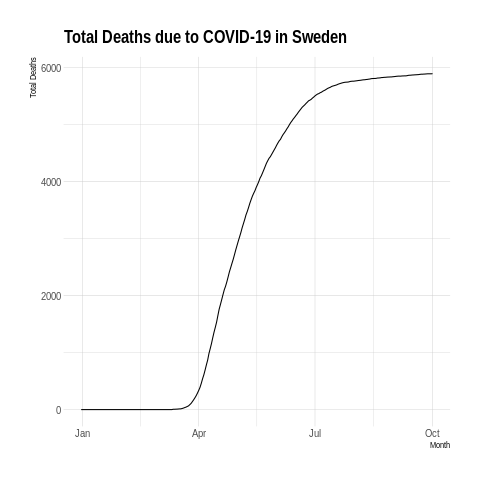 Total Deaths due to COVID-19 in Sweden
Total Deaths
6000
4000
2000
0
Jan Apr Jul Oct
Month